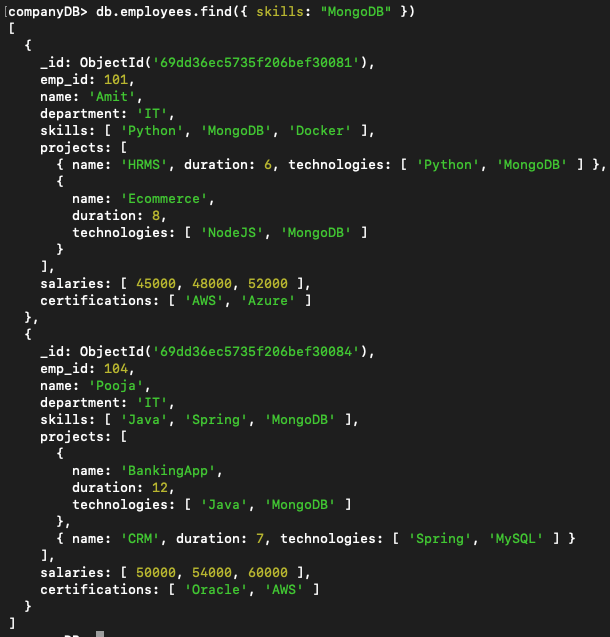 [companyDB> db.employees.find({ skills: "MongoDB" })
[
  {
    _id: ObjectId('69dd36ec5735f206bef30081'),
    emp_id: 101,
    name: 'Amit',
    department: 'IT',
    skills: [ 'Python', 'MongoDB', 'Docker' ],
    projects: [
      { name: 'HRMS', duration: 6, technologies: [ 'Python', 'MongoDB' ] },
      {
        name: 'Ecommerce',
        duration: 8,
        technologies: [ 'NodeJS', 'MongoDB' ]
      }
    ],
    salaries: [ 45000, 48000, 52000 ],
    certifications: [ 'AWS', 'Azure' ]
  },
  {
    _id: ObjectId('69dd36ec5735f206bef30084'),
    emp_id: 104,
    name: 'Pooja',
    department: 'IT',
    skills: [ 'Java', 'Spring', 'MongoDB' ],
    projects: [
      {
        name: 'BankingApp',
        duration: 12,
        technologies: [ 'Java', 'MongoDB' ]
      },
      { name: 'CRM', duration: 7, technologies: [ 'Spring', 'MySQL' ] }
    ],
    salaries: [ 50000, 54000, 60000 ],
    certifications: [ 'Oracle', 'AWS' ]
  }
]